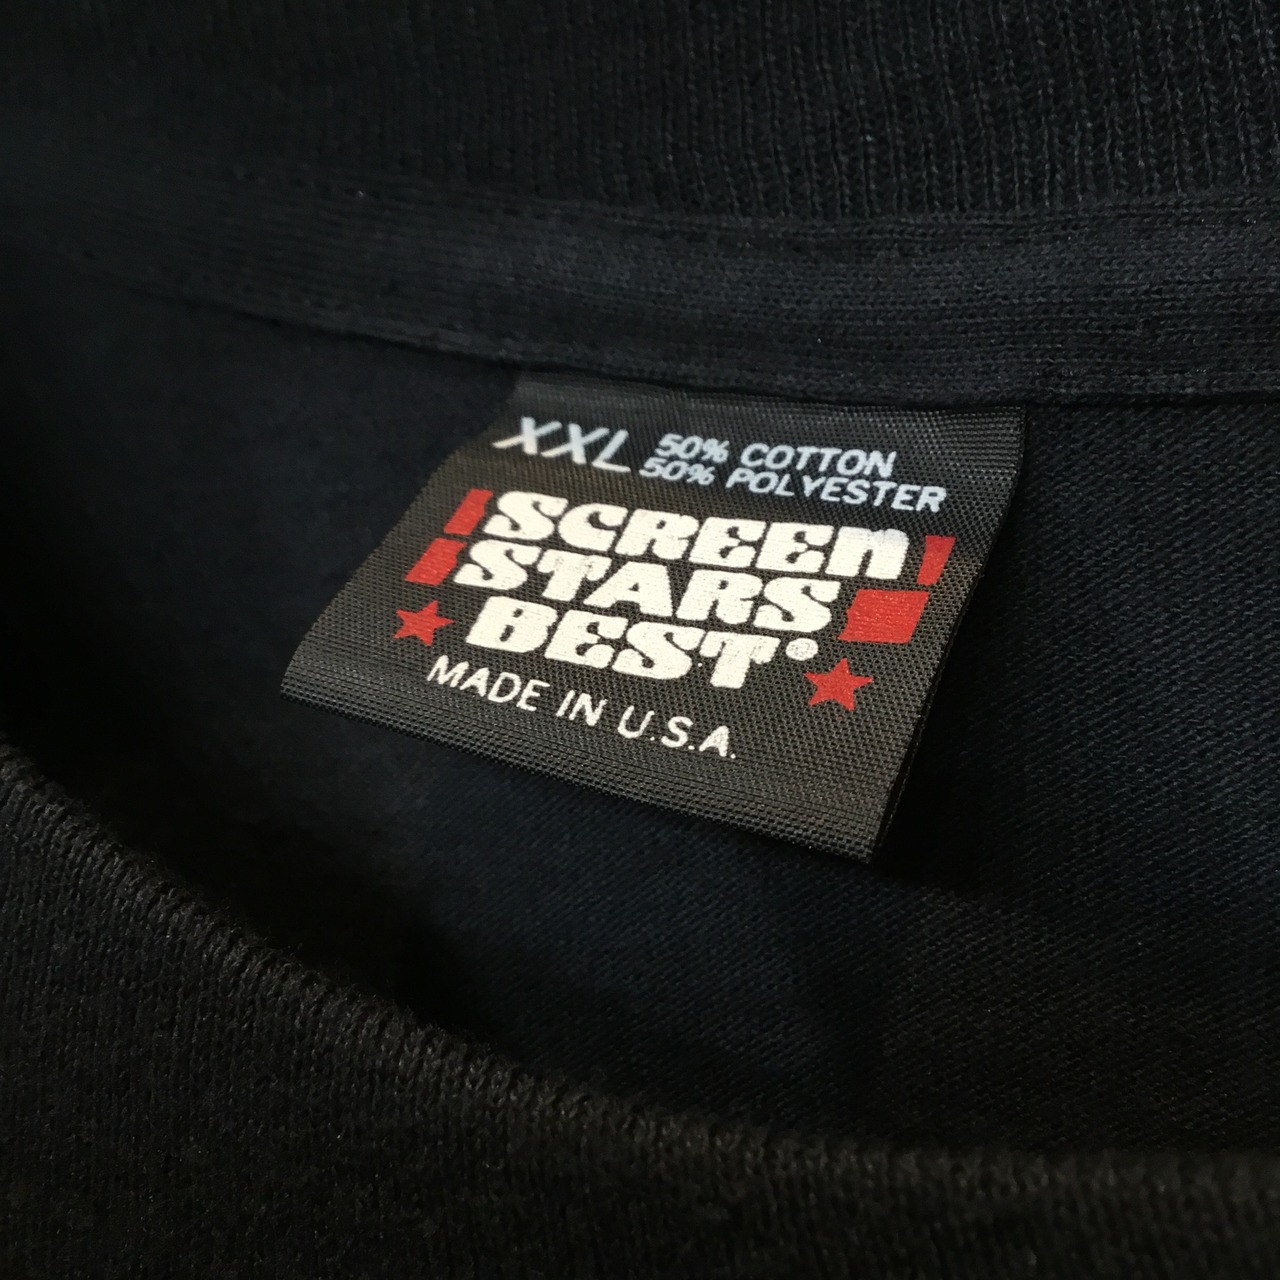 XXL 50% COTTON
50% POLYESTER
SCREEN
STARS
BEST®
MADE IN U.S.A.